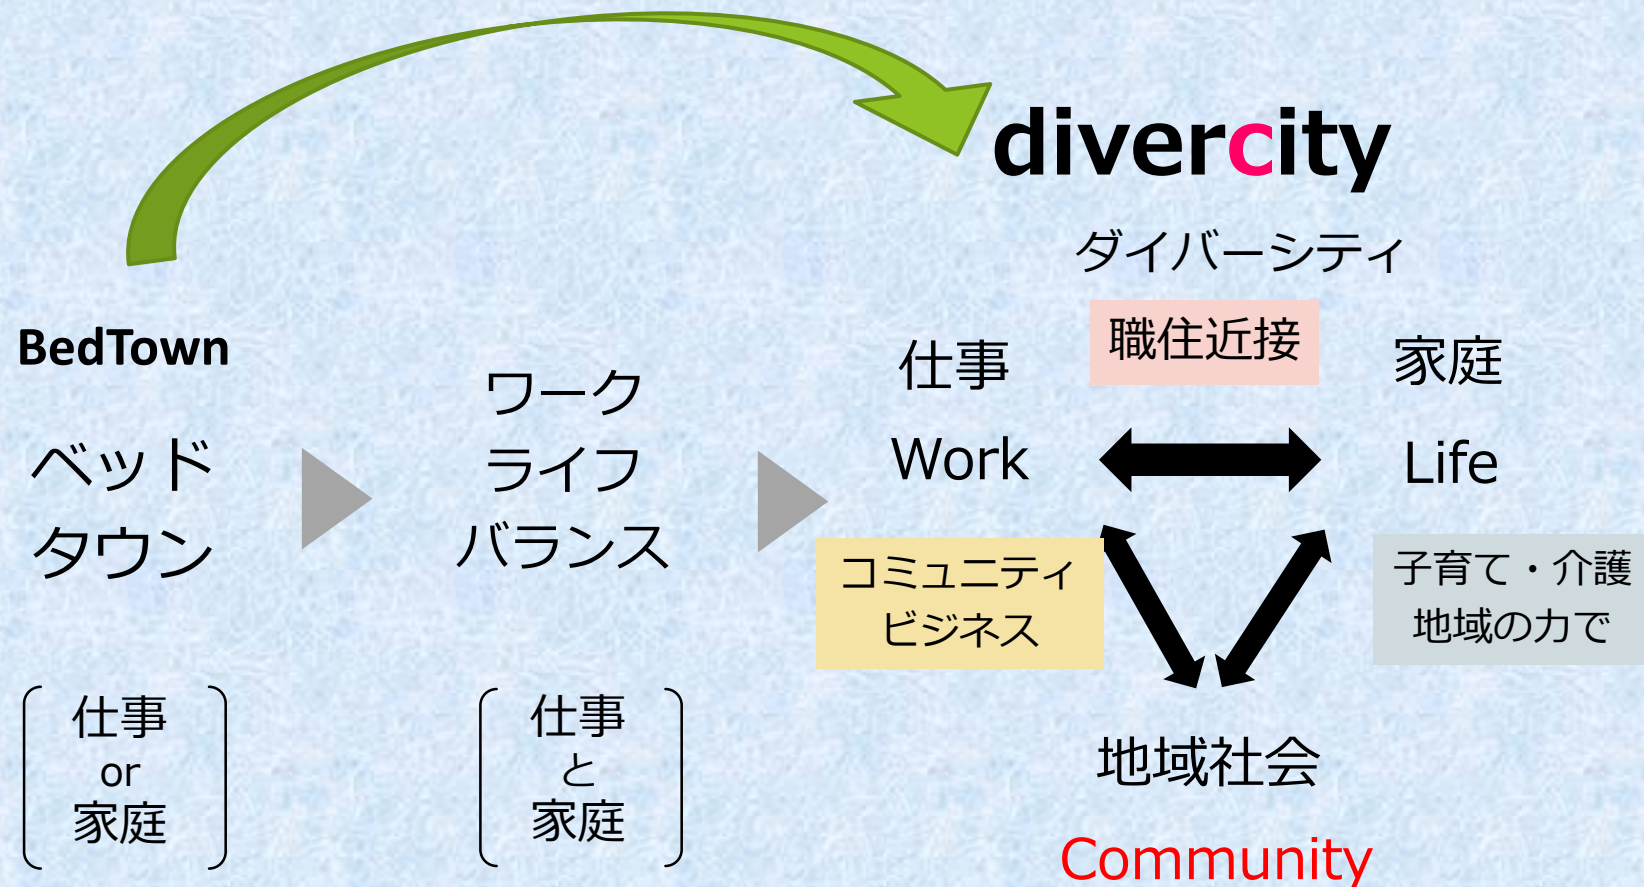 divercity
ダイバーシティ
BedTown
ベッド
タウン
仕事
or
家庭
ワーク
ライフ
バランス
仕事
と
家庭
職住近接
仕事
Work
家庭
Life
コミュニティ
ビジネス
子育て・介護
地域の力で
地域社会
Community